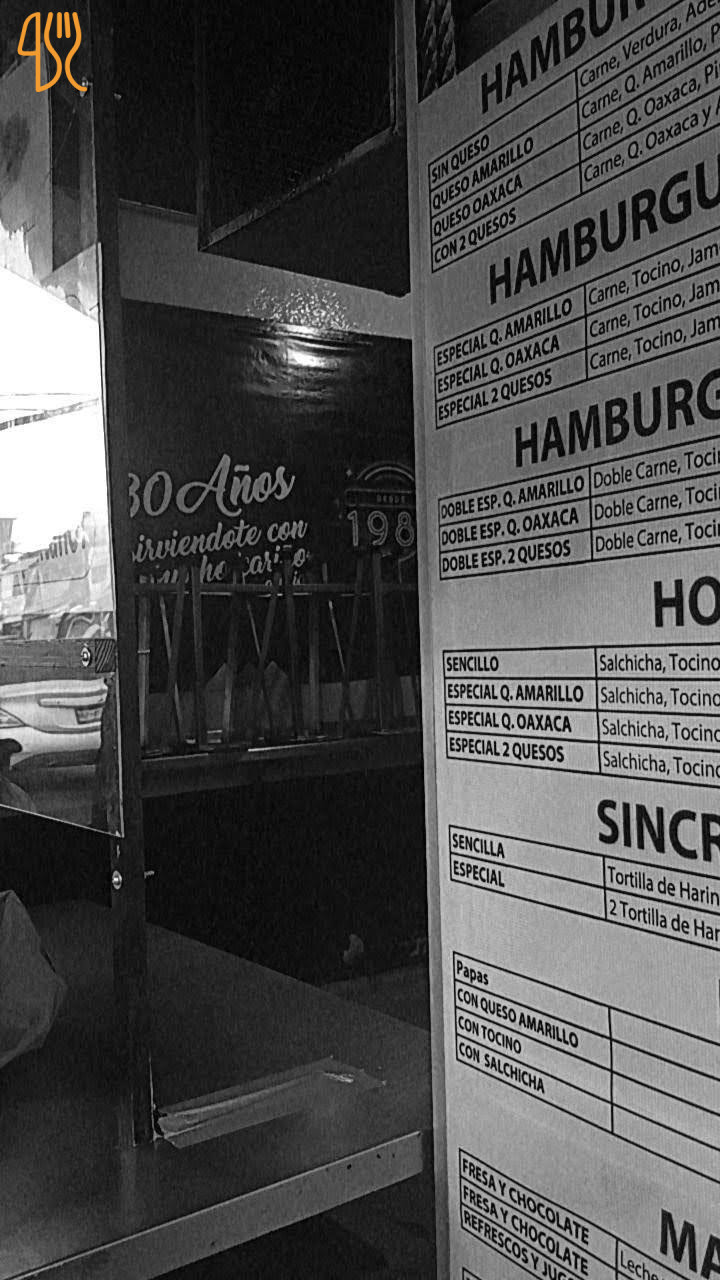 30 Años
sirviendote con
mucho cariño
DESDE
198
HAMBUR
SIN QUESO Carne, Verdura, Ade
QUESO AMARILLO Carne, Q. Amarillo, P
QUESO OAXACA Carne, Q. Oaxaca, Pi
CON 2 QUESOS Carne, Q. Oaxaca y A
HAMBURGU
ESPECIAL Q. AMARILLO Carne, Tocino, Jam
ESPECIAL Q. OAXACA Carne, Tocino, Jam
ESPECIAL 2 QUESOS Carne, Tocino, Jam
HAMBURG
DOBLE ESP. Q. AMARILLO Doble Carne, Toci
DOBLE ESP. Q. OAXACA Doble Carne, Toci
DOBLE ESP. 2 QUESOS Doble Carne, Toci
HO
SENCILLO Salchicha, Tocino
ESPECIAL Q. AMARILLO Salchicha, Tocino
ESPECIAL Q. OAXACA Salchicha, Tocino
ESPECIAL 2 QUESOS Salchicha, Tocino
SINCR
SENCILLA Tortilla de Harin
ESPECIAL 2 Tortilla de Har
Papas
CON QUESO AMARILLO
CON TOCINO
CON SALCHICHA
MA
FRESA Y CHOCOLATE Leche
FRESA Y CHOCOLATE
REFRESCOS Y JUG